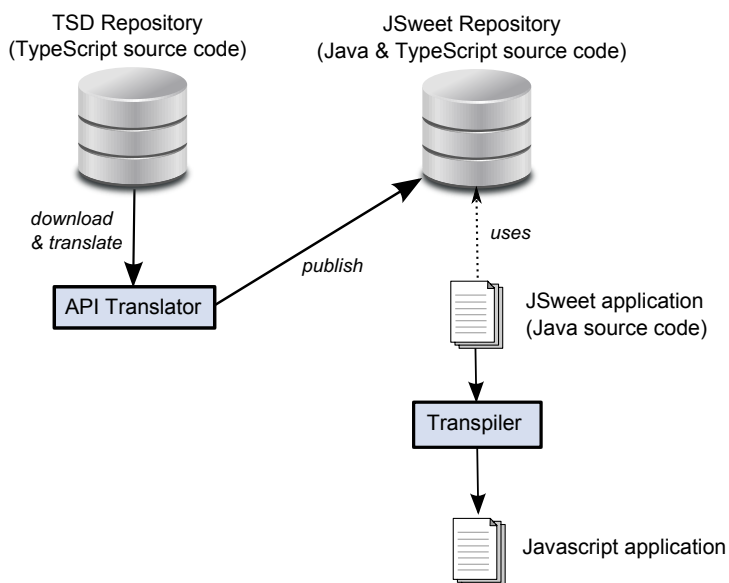 TSD Repository
(TypeScript source code)
JSweet Repository
(Java & TypeScript source code)
download
& translate
publish
uses
API Translator
JSweet application
(Java source code)
Transpiler
Javascript application